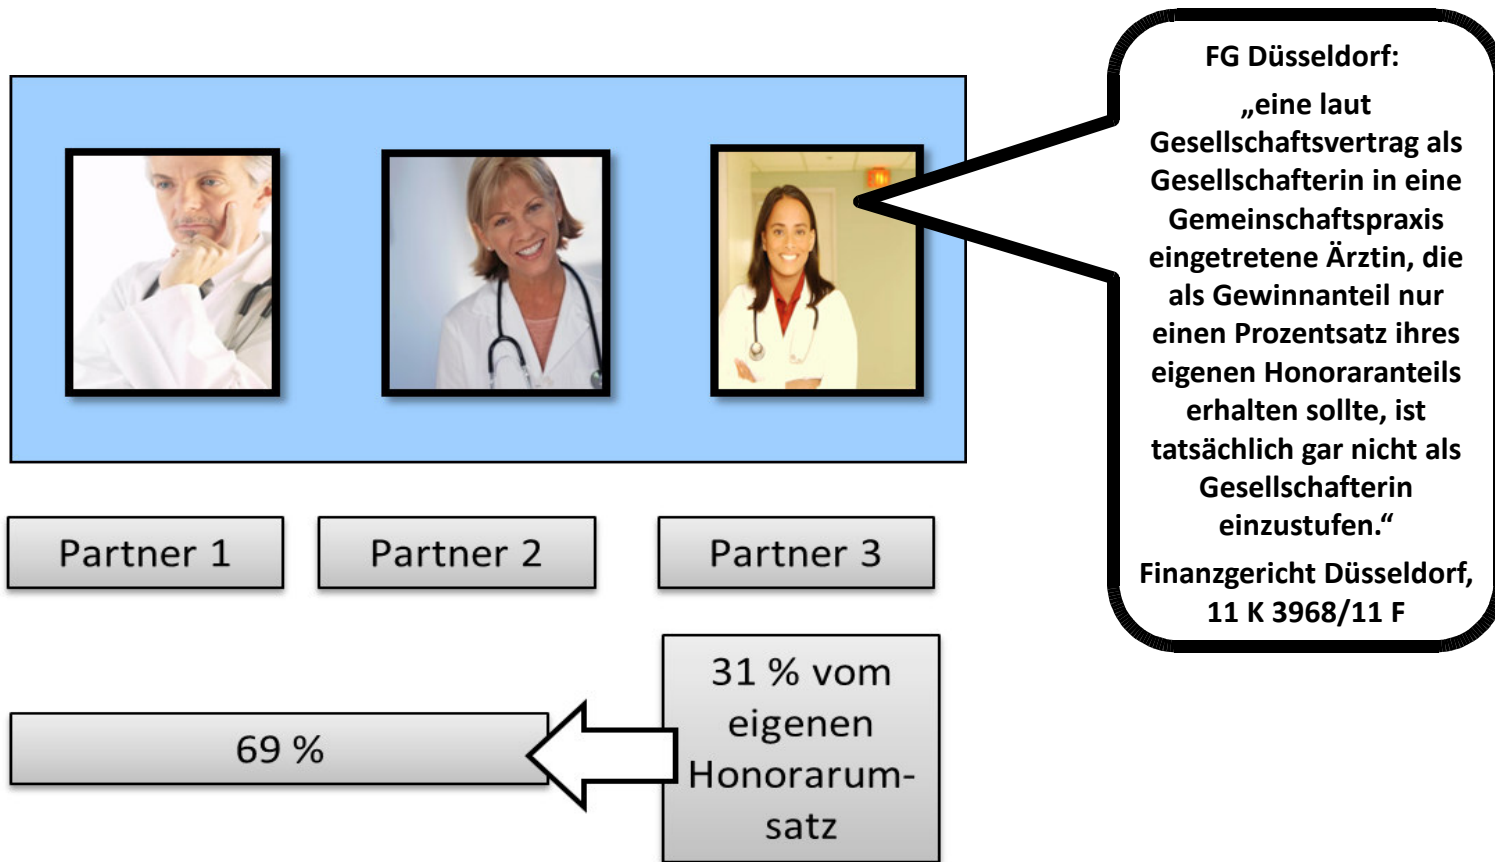 FG Düsseldorf:
„eine laut
Gesellschaftsvertrag als
Gesellschafterin in eine
Gemeinschaftspraxis
eingetretene Ärztin, die
als Gewinnanteil nur
einen Prozentsatz ihres
eigenen Honoraranteils
erhalten sollte, ist
tatsächlich gar nicht als
Gesellschafterin
einzustufen.“
Finanzgericht Düsseldorf,
11 K 3968/11 F
Partner 1
Partner 2
Partner 3
69 %
31 % vom
eigenen
Honorarum-
satz